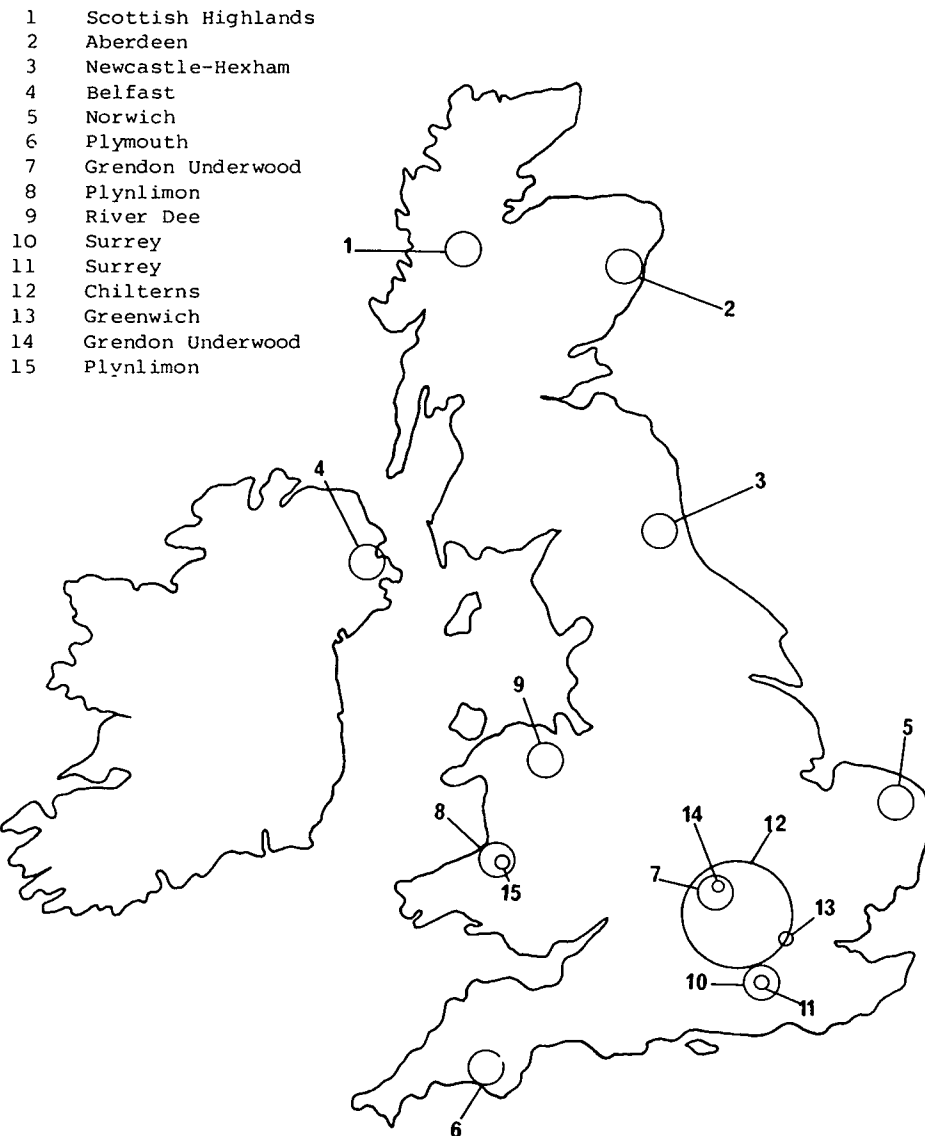 1 Scottish Highlands
2 Aberdeen
3 Newcastle-Hexham
4 Belfast
5 Norwich
6 Plymouth
7 Grendon Underwood
8 Plynlimon
9 River Dee
10 Surrey
11 Surrey
12 Chilterns
13 Greenwich
14 Grendon Underwood
15 Plynlimon
1
2
4
3
9
5
8
14
12
7
15
13
10
11
6